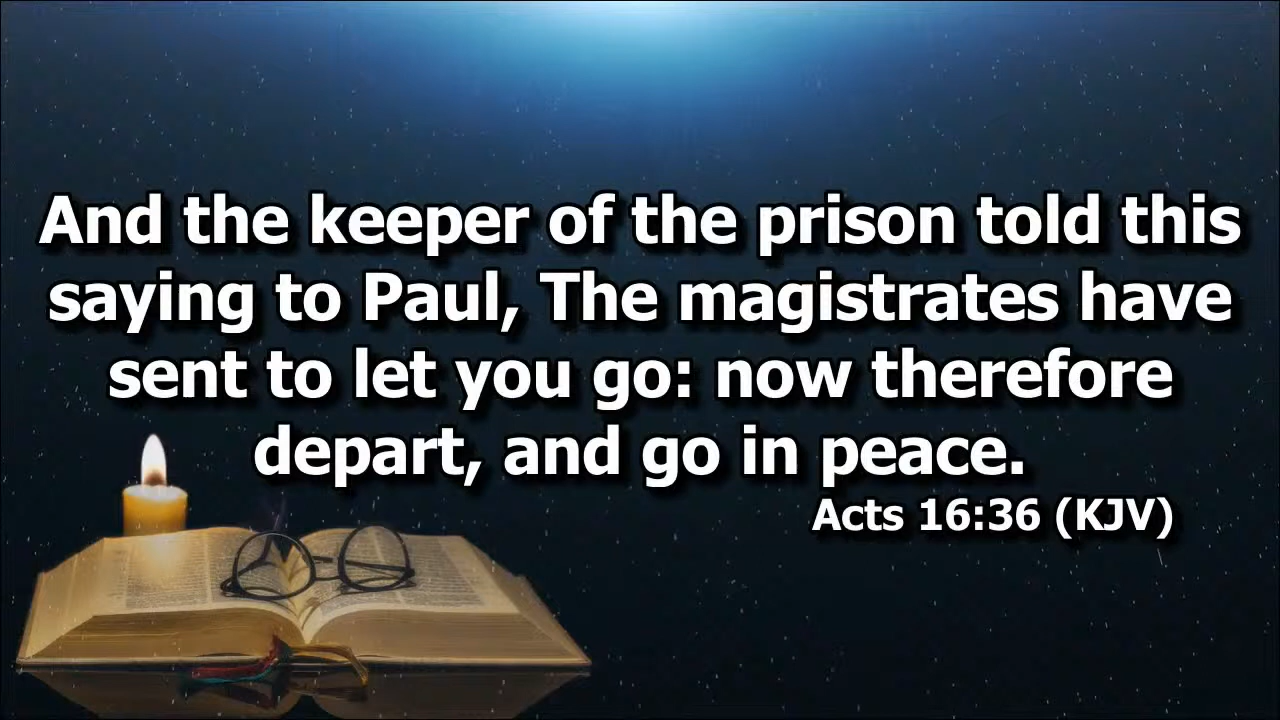 And the keeper of the prison told this
saying to Paul, The magistrates have
sent to let you go: now therefore
depart, and go in peace.
Acts 16:36 (KJV)